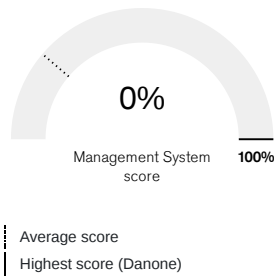 0%
Management System
score
100%
Average score
Highest score (Danone)